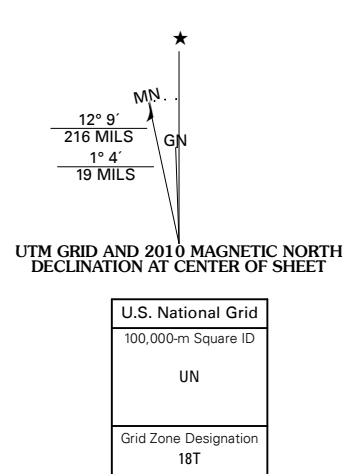 ★
MN
12° 9´
216 MILS
GN
1° 4´
19 MILS
UTM GRID AND 2010 MAGNETIC NORTH
DECLINATION AT CENTER OF SHEET
U.S. National Grid
100,000-m Square ID
UN
Grid Zone Designation
18T